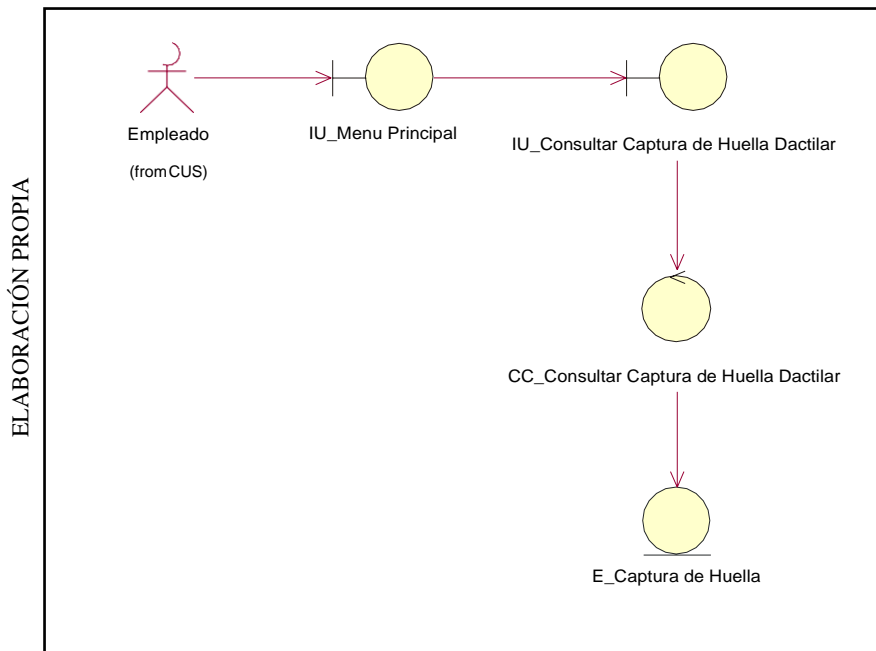 ELABORACIÓN PROPIA
Empleado
(from CUS)
IU_Menu Principal
IU_Consultar Captura de Huella Dactilar
CC_Consultar Captura de Huella Dactilar
E_Captura de Huella